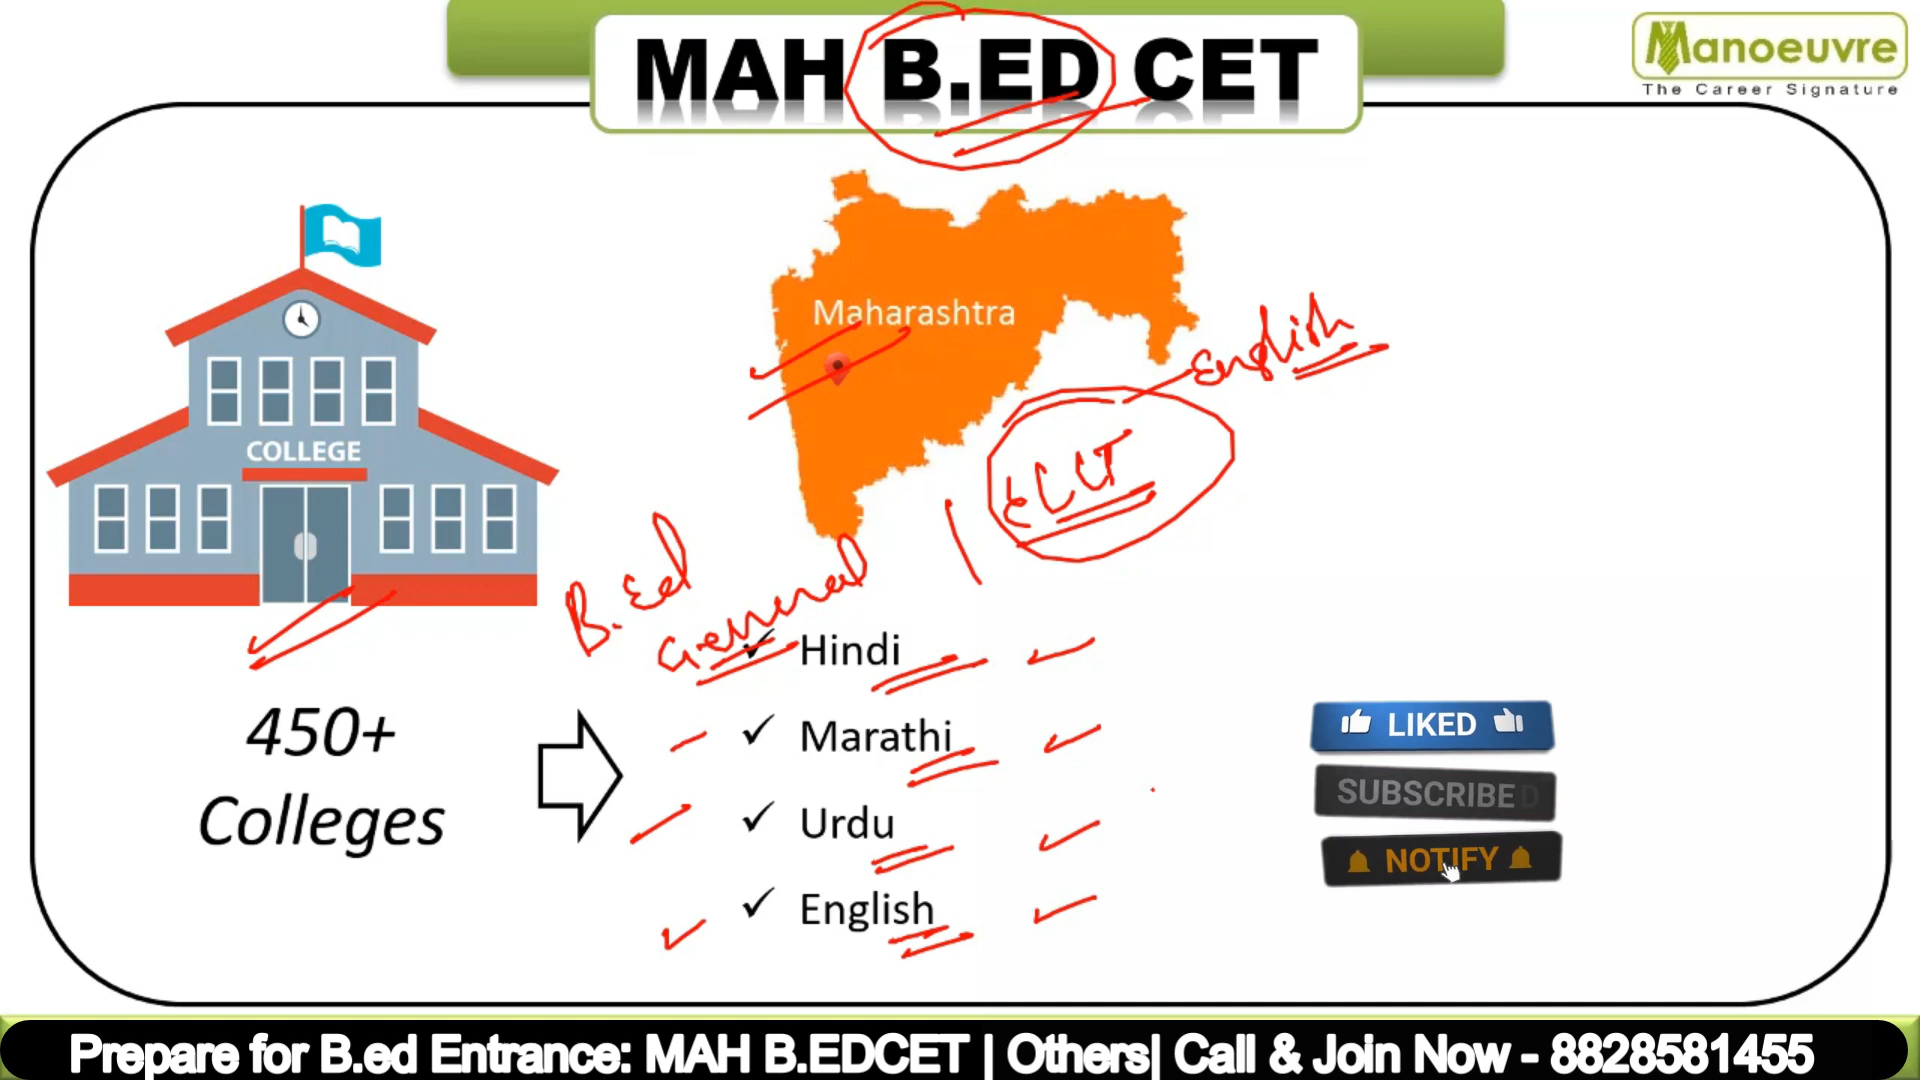 MAH B.ED CET
Manoeuvre
The Career Signature
Maharashtra
English
ELCT
COLLEGE
B.Ed
General
450+
Colleges
✓ Hindi
✓ Marathi
✓ Urdu
✓ English
LIKED
SUBSCRIBED
NOTIFY
Prepare for B.ed Entrance: MAH B.EDCET | Others| Call & Join Now - 8828581455